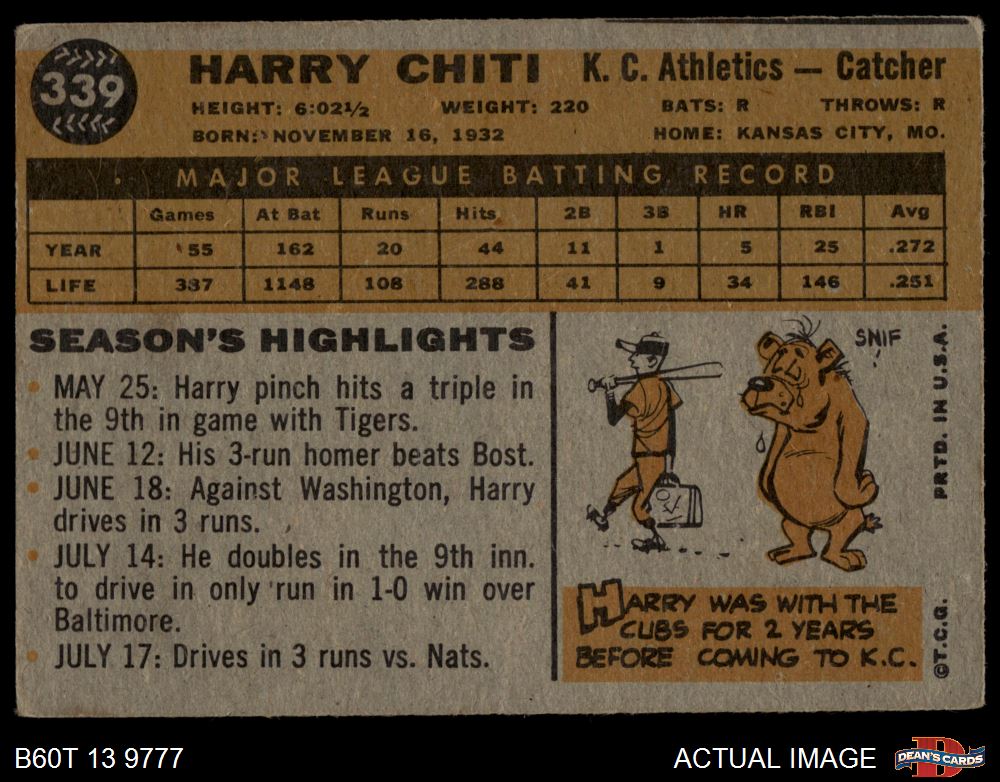 339
HARRY CHITI K. C. Athletics — Catcher
HEIGHT: 6:02½ WEIGHT: 220 BATS: R THROWS: R
BORN: NOVEMBER 16, 1932 HOME: KANSAS CITY, MO.
MAJOR LEAGUE BATTING RECORD
Games At Bat Runs Hits 2B 3B HR RBI Avg
YEAR 55 162 20 44 11 1 5 25 .272
LIFE 387 1148 108 288 41 9 34 146 .251
SEASON'S HIGHLIGHTS
• MAY 25: Harry pinch hits a triple in
the 9th in game with Tigers.
• JUNE 12: His 3-run homer beats Bost.
• JUNE 18: Against Washington, Harry
drives in 3 runs.
• JULY 14: He doubles in the 9th inn.
to drive in only run in 1-0 win over
Baltimore.
• JULY 17: Drives in 3 runs vs. Nats.
SNIF
HARRY WAS WITH THE
CUBS FOR 2 YEARS
BEFORE COMING TO K.C.
©T.C.G. PRTD. IN U.S.A.
B60T 13 9777 ACTUAL IMAGE
DEAN'S CARDS